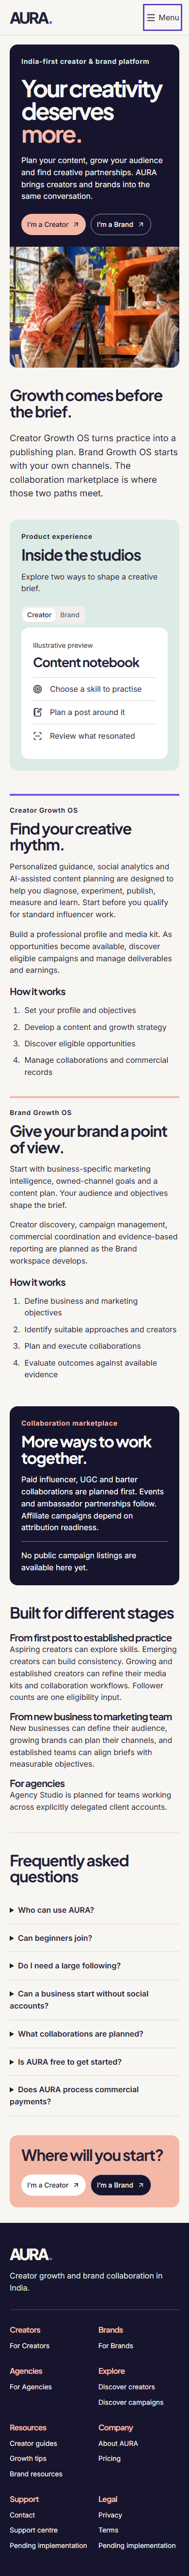 AURA.
Menu
India-first creator & brand platform
Your creativity
deserves
more.
Plan your content, grow your audience
and find creative partnerships. AURA
brings creators and brands into the
same conversation.
I'm a Creator
I'm a Brand
Growth comes before
the brief.
Creator Growth OS turns practice into a
publishing plan. Brand Growth OS starts
with your own channels. The
collaboration marketplace is where
those two paths meet.
Product experience
Inside the studios
Explore two ways to shape a creative
brief.
Creator
Brand
Illustrative preview
Content notebook
Choose a skill to practise
Plan a post around it
Review what resonated
Creator Growth OS
Find your creative
rhythm.
Personalized guidance, social analytics and
AI-assisted content planning are designed to
help you diagnose, experiment, publish,
measure and learn. Start before you qualify
for standard influencer work.
Build a professional profile and media kit. As
opportunities become available, discover
eligible campaigns and manage deliverables
and earnings.
How it works
1. Set your profile and objectives
2. Develop a content and growth strategy
3. Discover eligible opportunities
4. Manage collaborations and commercial
records
Brand Growth OS
Give your brand a point
of view.
Start with business-specific marketing
intelligence, owned-channel goals and a
content plan. Your audience and objectives
shape the brief.
Creator discovery, campaign management,
commercial coordination and evidence-based
reporting are planned as the Brand
workspace develops.
How it works
1. Define business and marketing
objectives
2. Identify suitable approaches and creators
3. Plan and execute collaborations
4. Evaluate outcomes against available
evidence
Collaboration marketplace
More ways to work
together.
Paid influencer, UGC and barter
collaborations are planned first. Events
and ambassador partnerships follow.
Affiliate campaigns depend on
attribution readiness.
No public campaign listings are
available here yet.
Built for different stages
From first post to established practice
Aspiring creators can explore skills. Emerging
creators can build consistency. Growing and
established creators can refine their media
kits and collaboration workflows. Follower
counts are one eligibility input.
From new business to marketing team
New businesses can define their audience,
growing brands can plan their channels, and
established teams can align briefs with
measurable objectives.
For agencies
Agency Studio is planned for teams working
across explicitly delegated client accounts.
Frequently asked
questions
Who can use AURA?
Can beginners join?
Do I need a large following?
Can a business start without social
accounts?
What collaborations are planned?
Is AURA free to get started?
Does AURA process commercial
payments?
Where will you start?
I'm a Creator
I'm a Brand
AURA.
Creator growth and brand collaboration in
India.
Creators
Brands
For Creators
For Brands
Agencies
Explore
For Agencies
Discover creators
Discover campaigns
Resources
Company
Creator guides
About AURA
Growth tips
Pricing
Brand resources
Support
Legal
Contact
Privacy
Support centre
Terms
Pending implementation
Pending implementation